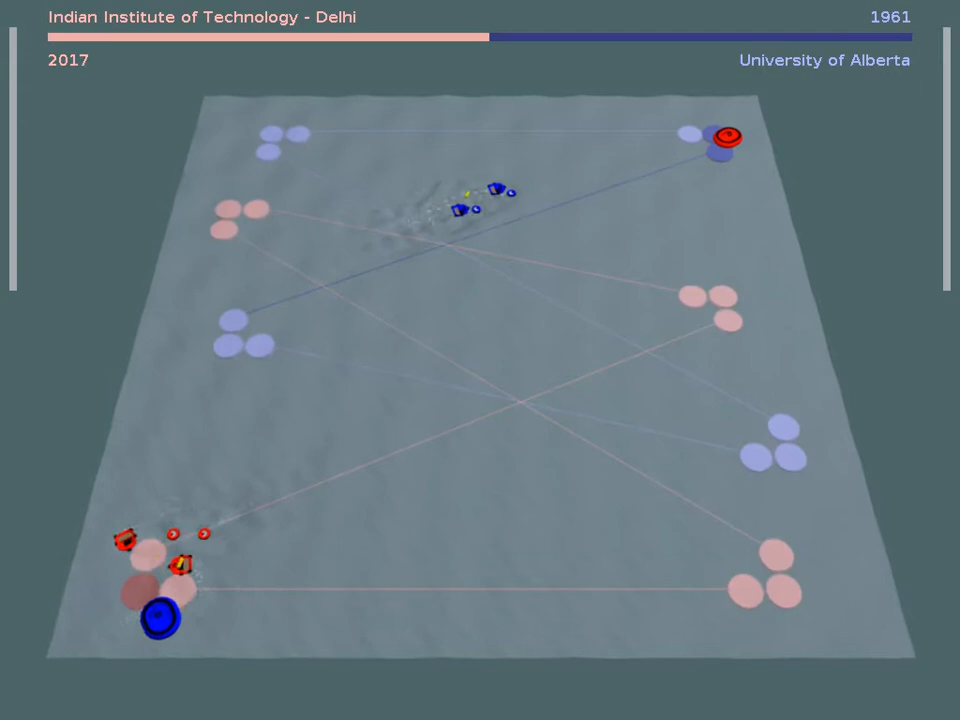 Indian Institute of Technology - Delhi 1961
2017 University of Alberta